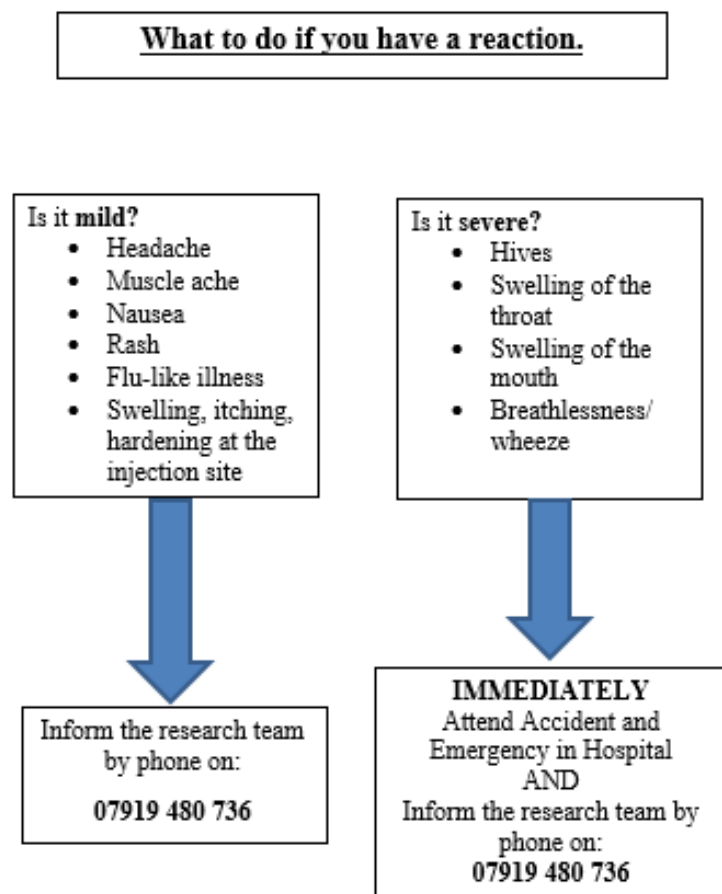 What to do if you have a reaction.
Is it mild?
• Headache
• Muscle ache
• Nausea
• Rash
• Flu-like illness
• Swelling, itching,
hardening at the
injection site
Is it severe?
• Hives
• Swelling of the
throat
• Swelling of the
mouth
• Breathlessness/
wheeze
Inform the research team
by phone on:
07919 480 736
IMMEDIATELY
Attend Accident and
Emergency in Hospital
AND
Inform the research team by
phone on:
07919 480 736